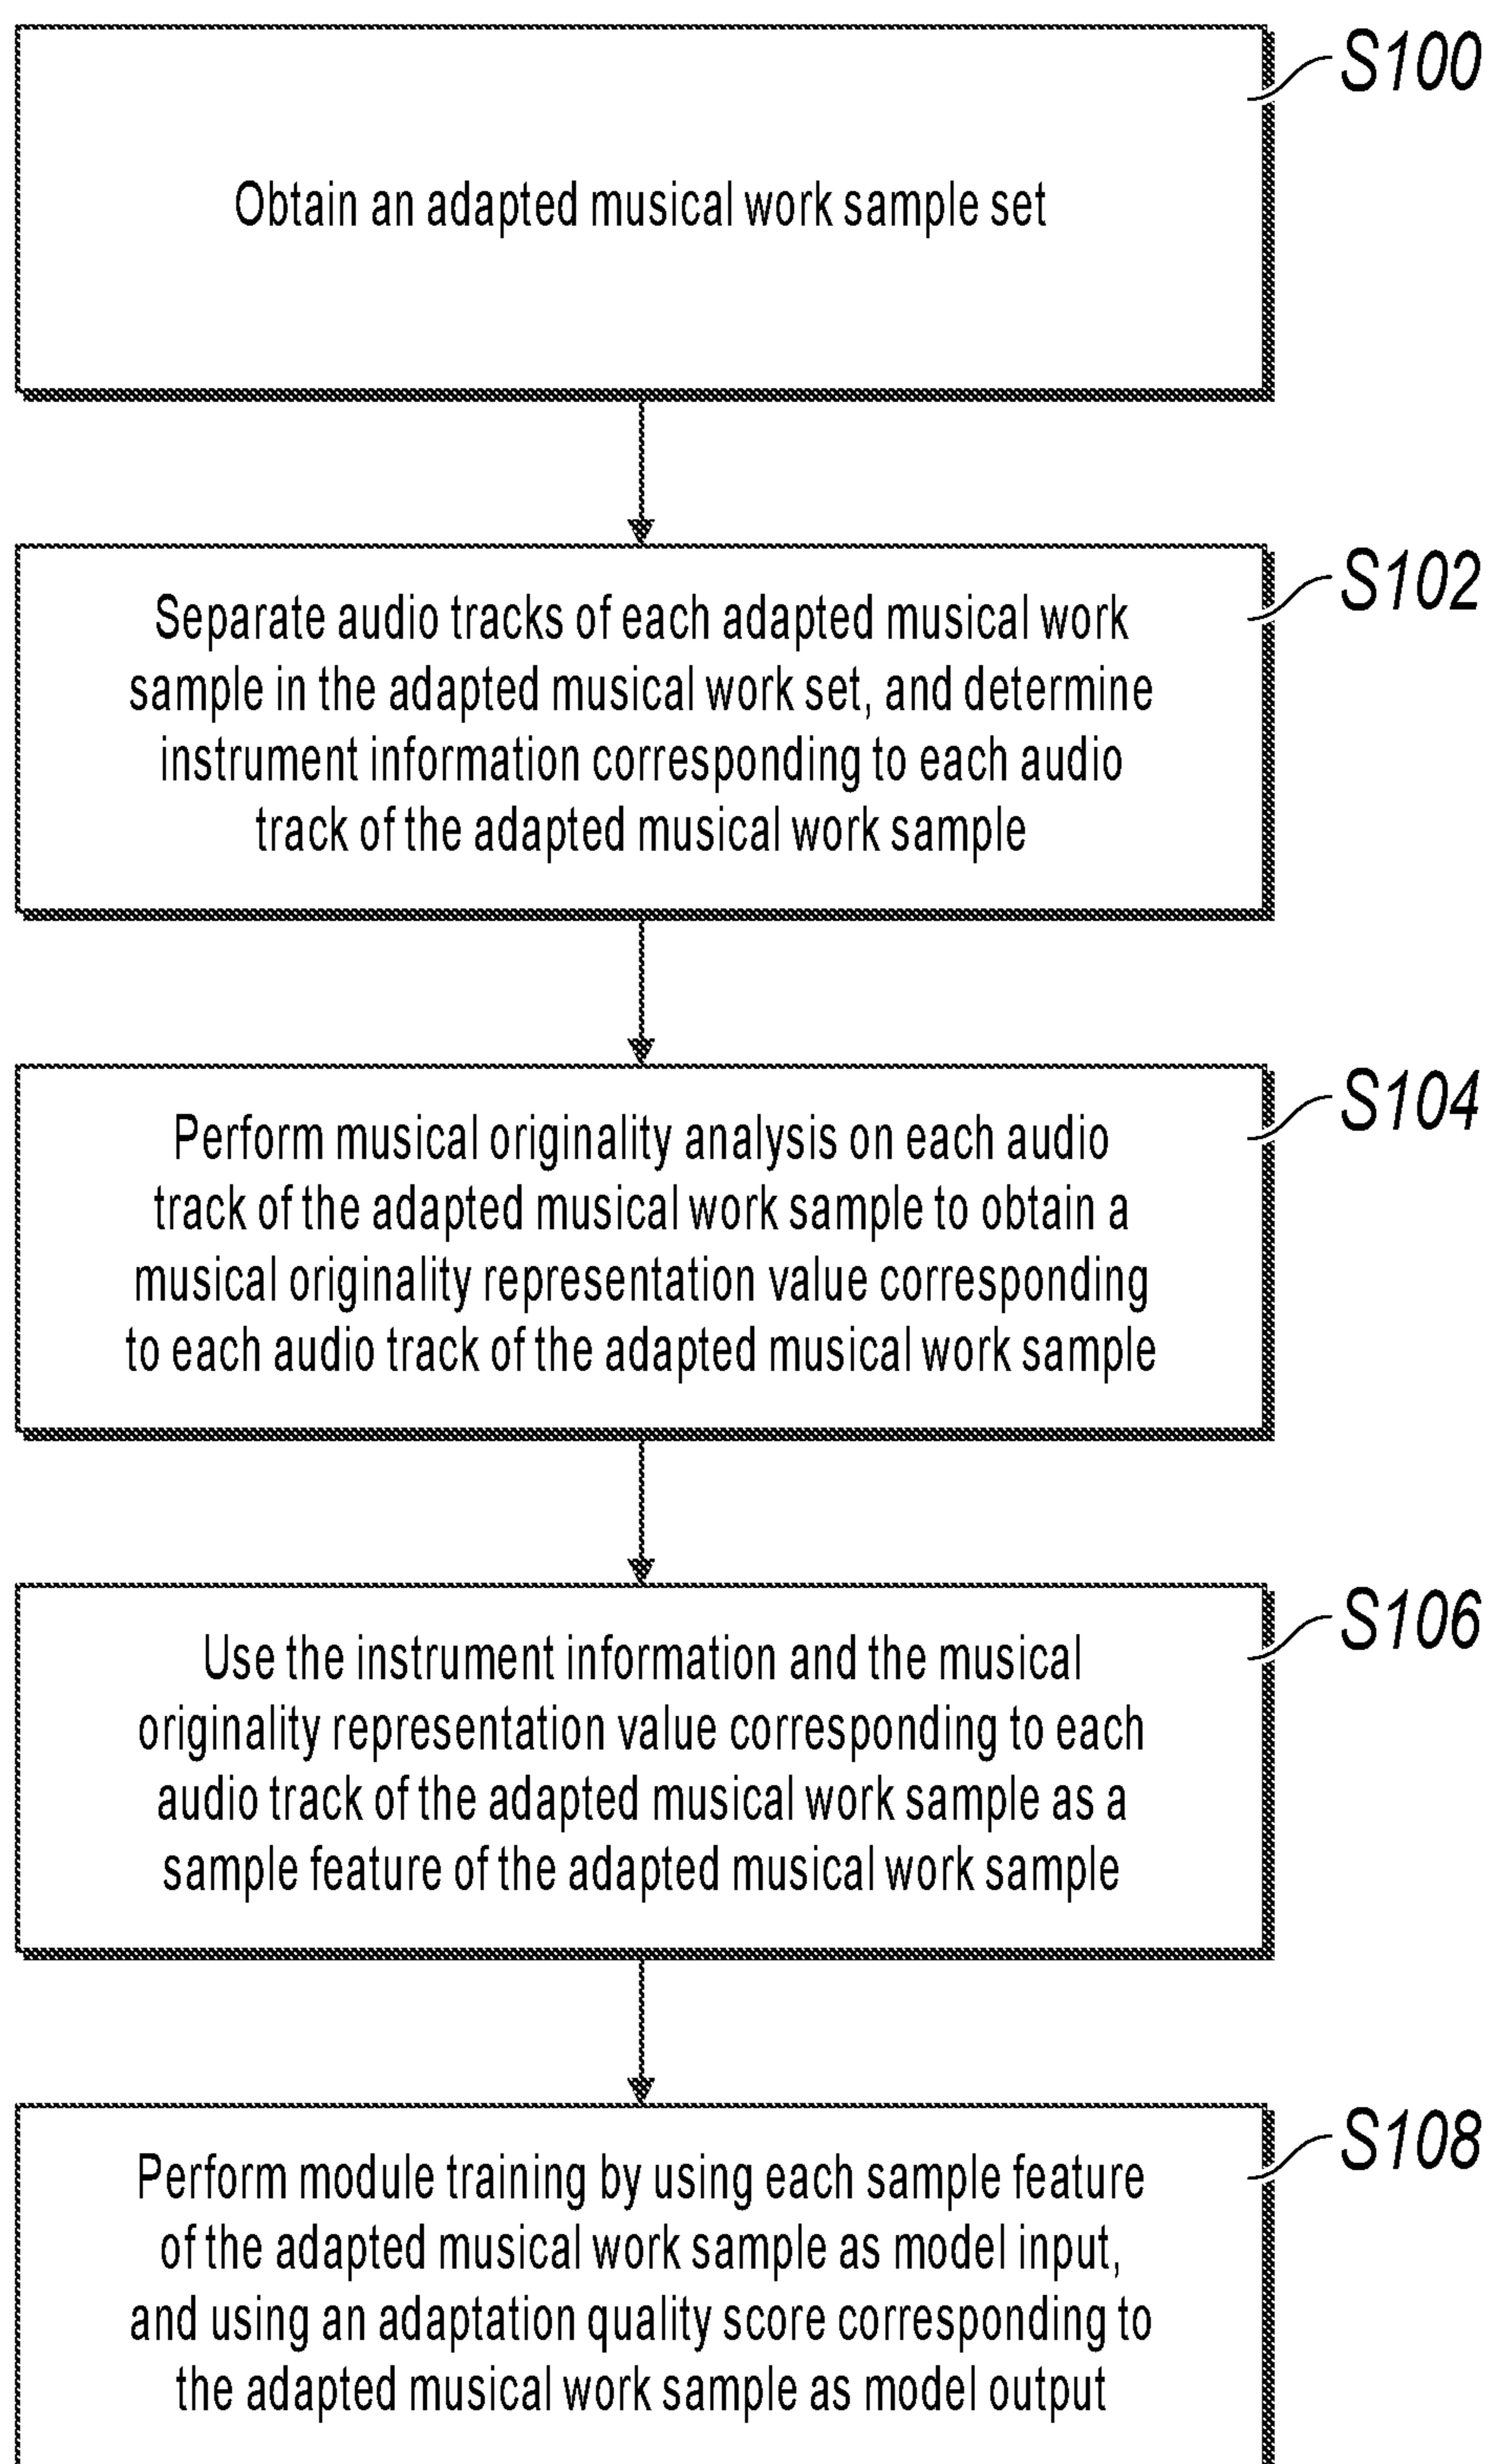 S100
Obtain an adapted musical work sample set
S102
Separate audio tracks of each adapted musical work
sample in the adapted musical work set, and determine
instrument information corresponding to each audio
track of the adapted musical work sample
S104
Perform musical originality analysis on each audio
track of the adapted musical work sample to obtain a
musical originality representation value corresponding
to each audio track of the adapted musical work sample
S106
Use the instrument information and the musical
originality representation value corresponding to each
audio track of the adapted musical work sample as a
sample feature of the adapted musical work sample
S108
Perform module training by using each sample feature
of the adapted musical work sample as model input,
and using an adaptation quality score corresponding to
the adapted musical work sample as model output